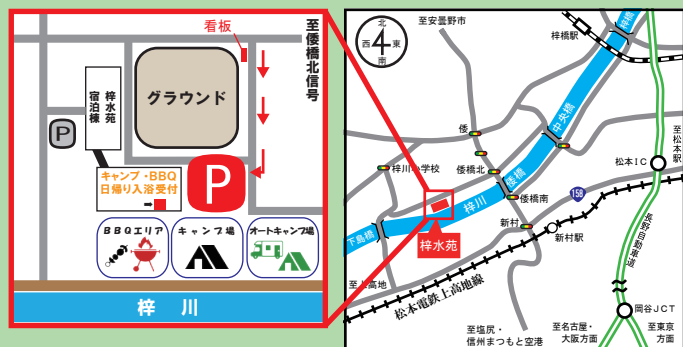 看板
至倭橋北信号
グラウンド
梓水苑
宿泊棟
P
P
キャンプ・BBQ
日帰り入浴受付
BBQエリア
キャンプ場
オートキャンプ場
梓 川
北
西
東
南
4
至安曇野市
梓橋駅
梓橋
中央橋
倭
倭橋北
梓川小学校
倭橋
倭橋南
梓川
下島橋
梓水苑
新村
新村駅
158
松本IC
至松本駅
長野自動車道
至上高地
松本電鉄上高地線
至塩尻・
信州まつもと空港
至名古屋・
大阪方面
岡谷JCT
至東京
方面